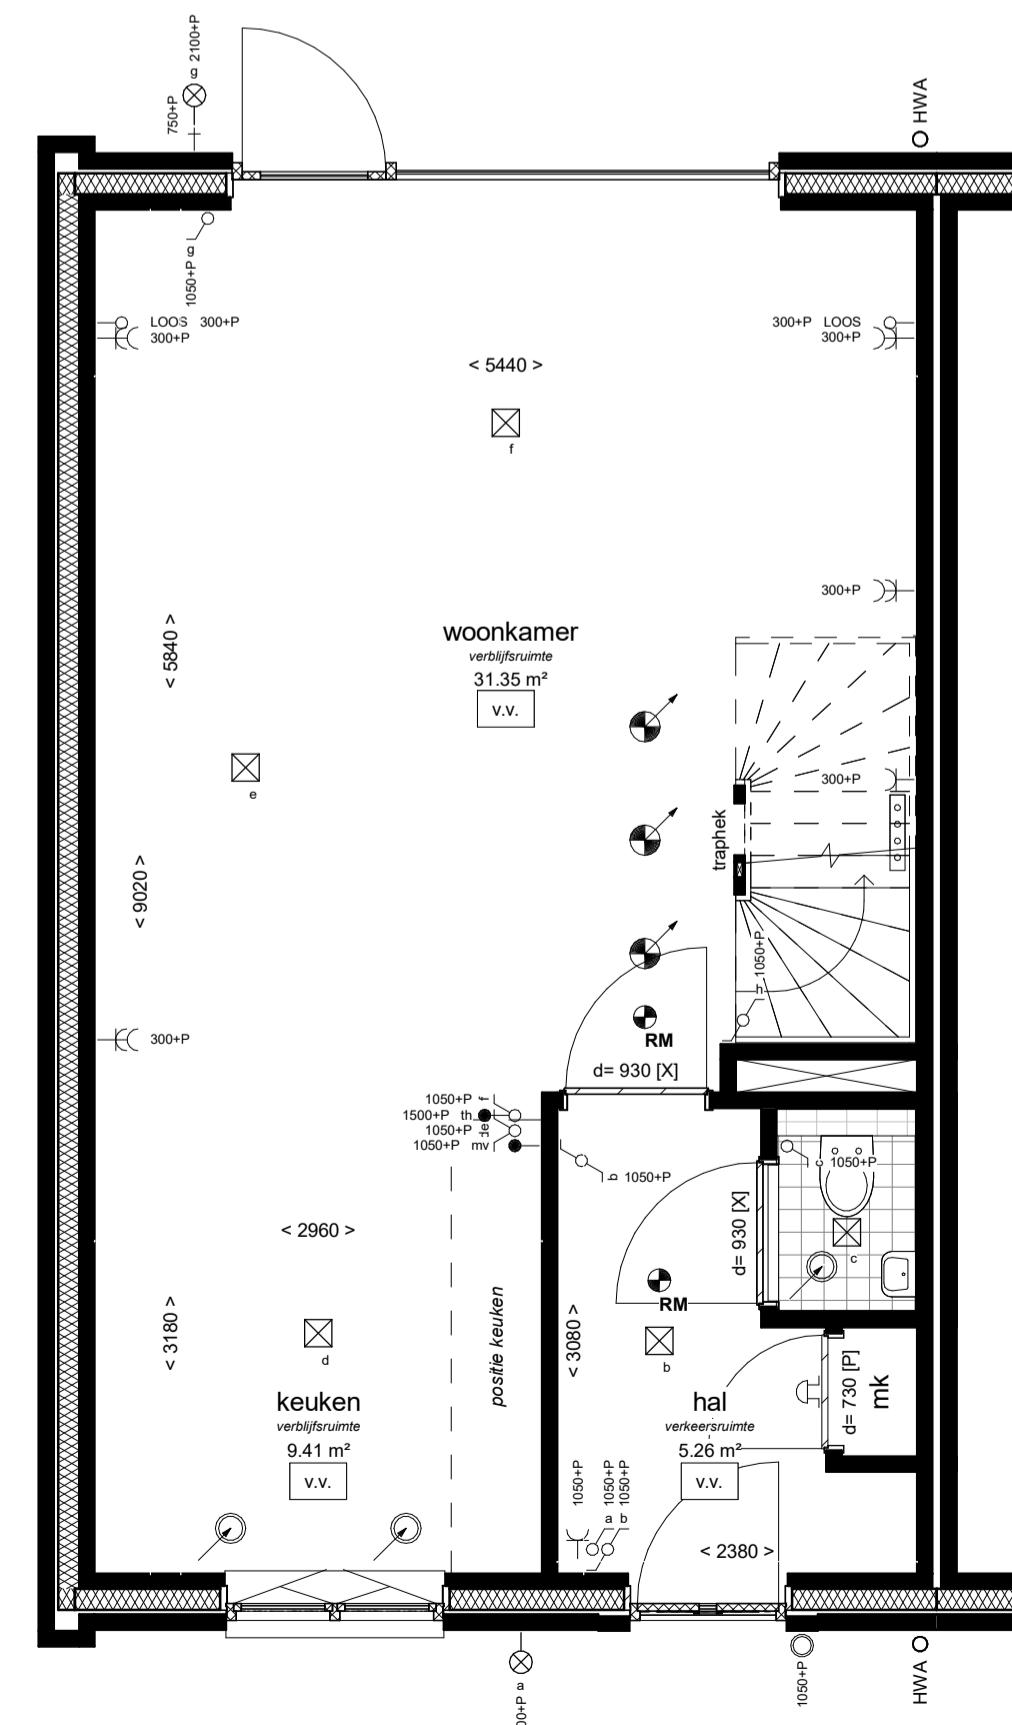 750+P
g 2100+P
HWA
g
1050+P
LOOS 300+P
300+P
300+P LOOS
300+P
< 5440 >
f
300+P
< 5840 >
woonkamer
verblijfsruimte
31.35 m²
v.v.
300+P
e
traphek
< 9020 >
h 1050+P
300+P
RM
d= 930 [X]
1050+P f
1500+P th
1050+P de
1050+P mv
b 1050+P
c 1050+P
d= 930 [X]
< 2960 >
c
RM
positie keuken
< 3180 >
< 3080 >
d
b
keuken
verblijfsruimte
9.41 m²
v.v.
hal
verkeersruimte
5.26 m²
v.v.
d= 730 [P]
mk
1050+P
a 1050+P
b 1050+P
< 2380 >
a
00+P
1050+P
HWA